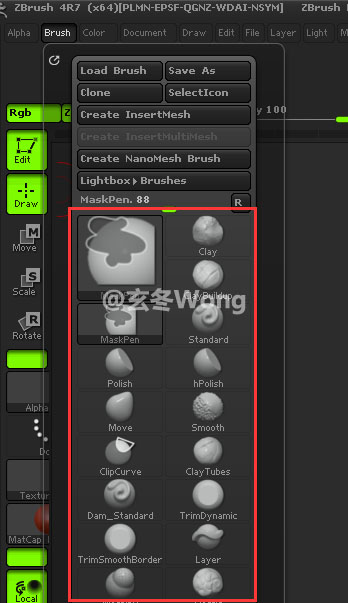 ZBrush 4R7 (x64)[PLMN-EPSF-QGNZ-WDAI-NSYM] ZBrush
Alpha Brush Color Document Draw Edit File Layer Light
Load Brush Save As
Clone SelectIcon
Create InsertMesh
Create InsertMultiMesh
Create NanoMesh Brush
Lightbox▸Brushes
MaskPen. 88 R
Rgb
y 100
Edit
Draw
Move
Scale
Rotate
Alpha
Textur
MatCap
Local
Clay
ClayBuildup
@玄冬Wang
MaskPen Standard
Polish hPolish
Move Smooth
ClipCurve ClayTubes
Dam_Standard TrimDynamic
TrimSmoothBorder Layer